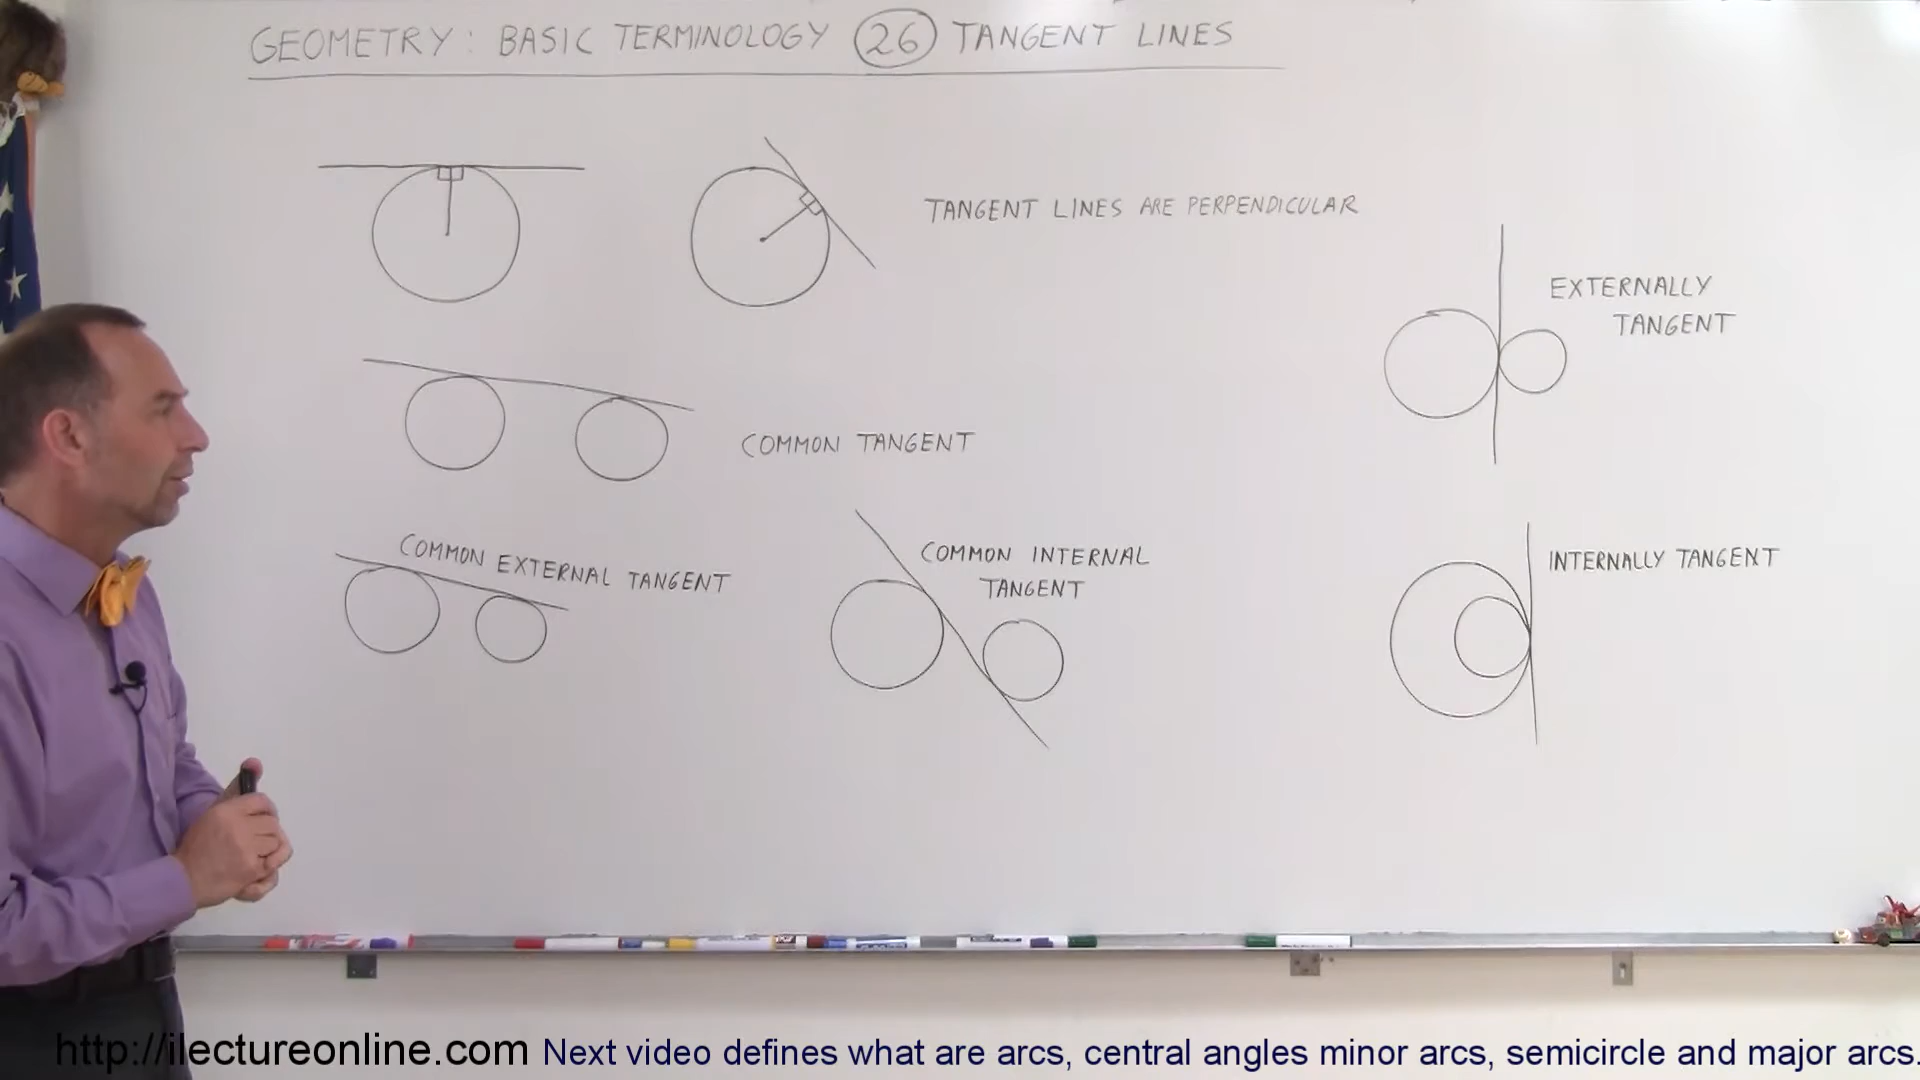 GEOMETRY: BASIC TERMINOLOGY 26 TANGENT LINES
TANGENT LINES ARE PERPENDICULAR
EXTERNALLY
TANGENT
COMMON TANGENT
COMMON EXTERNAL TANGENT
COMMON INTERNAL
TANGENT
INTERNALLY TANGENT
http://ilectureonline.com Next video defines what are arcs, central angles minor arcs, semicircle and major arcs.